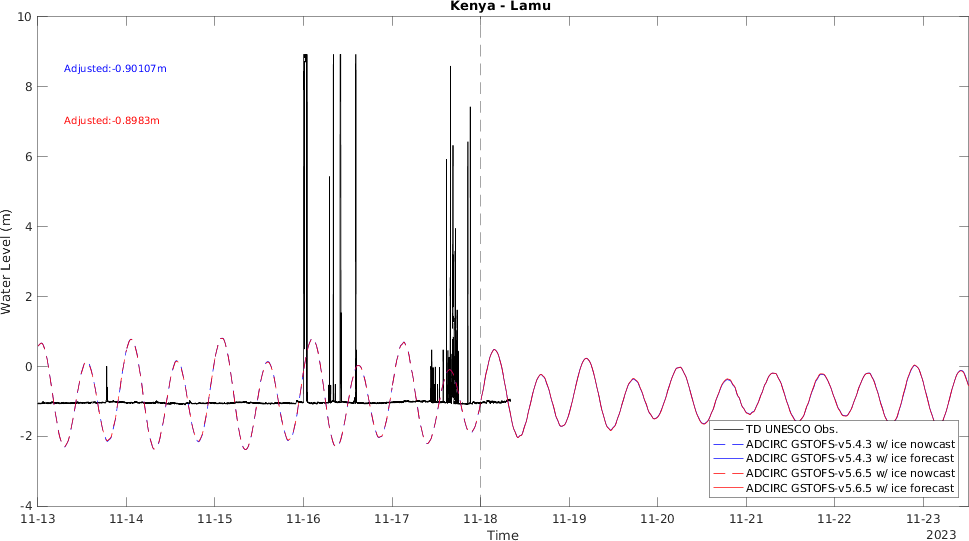 Kenya - Lamu
10
8
6
4
2
0
-2
-4
Water Level (m)
Adjusted:-0.90107m
Adjusted:-0.8983m
TD UNESCO Obs.
ADCIRC GSTOFS-v5.4.3 w/ ice nowcast
ADCIRC GSTOFS-v5.4.3 w/ ice forecast
ADCIRC GSTOFS-v5.6.5 w/ ice nowcast
ADCIRC GSTOFS-v5.6.5 w/ ice forecast
11-13 11-14 11-15 11-16 11-17 11-18 11-19 11-20 11-21 11-22 11-23
Time
2023